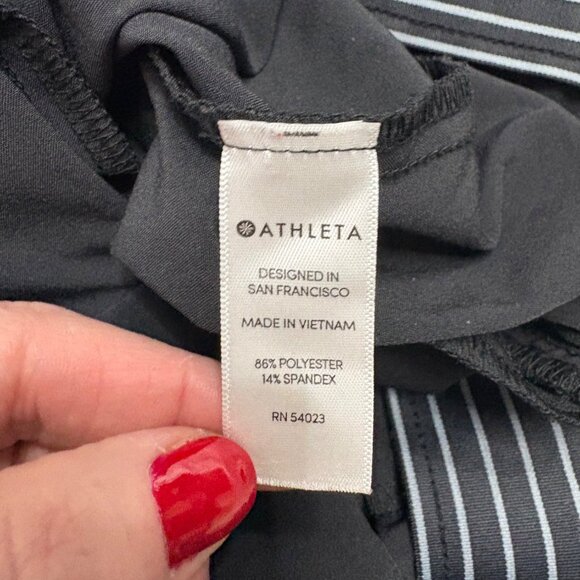 ATHLETA
DESIGNED IN
SAN FRANCISCO
MADE IN VIETNAM
86% POLYESTER
14% SPANDEX
RN 54023